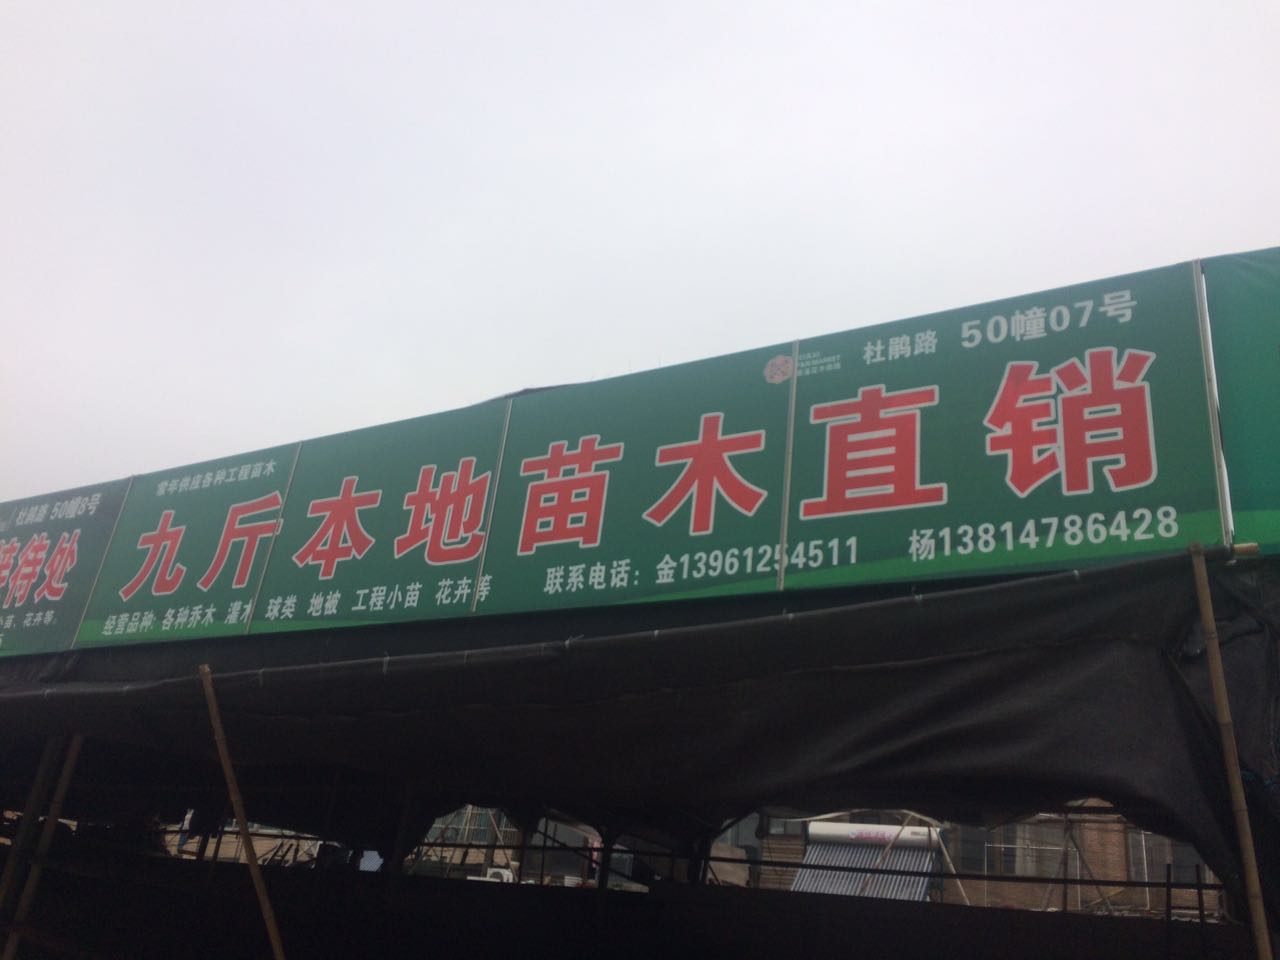 杜鹃路 50幢8号
待处
苗、花卉等。
常年供应各种工程苗木
杜鹃路 50幢07号
九斤本地苗木直销
经营品种: 各种乔木 灌木 球类 地被 工程小苗 花卉等
联系电话: 金13961254511 杨13814786428